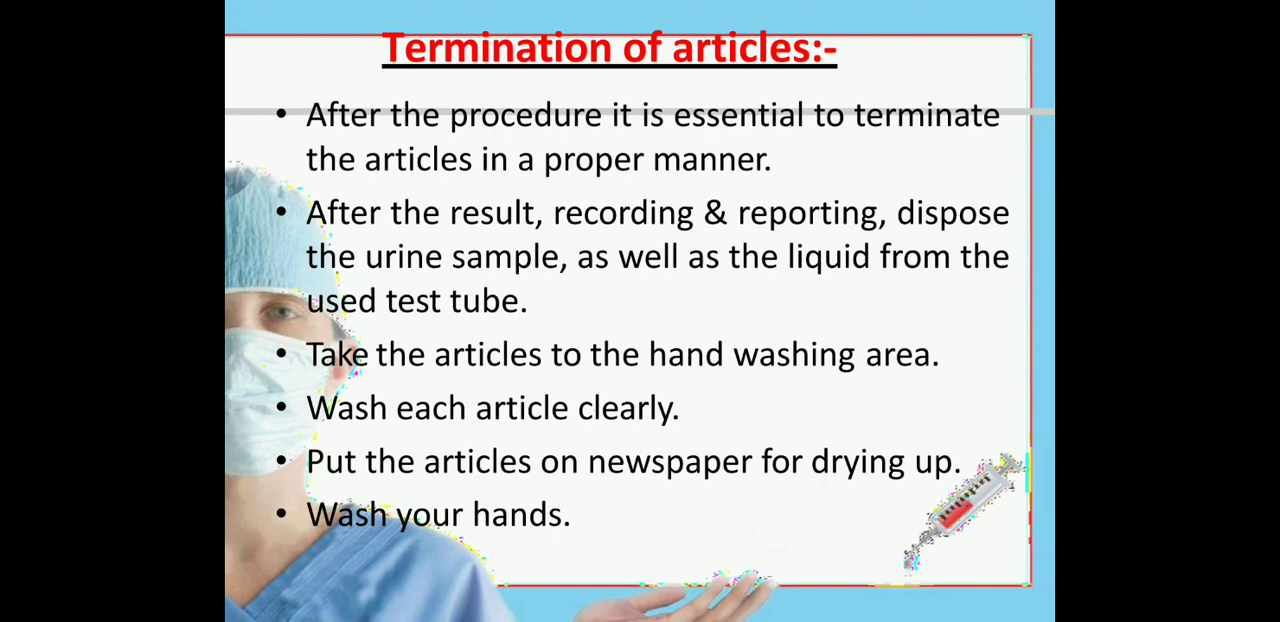 Termination of articles:-
• After the procedure it is essential to terminate
the articles in a proper manner.
• After the result, recording & reporting, dispose
the urine sample, as well as the liquid from the
used test tube.
• Take the articles to the hand washing area.
• Wash each article clearly.
• Put the articles on newspaper for drying up.
• Wash your hands.